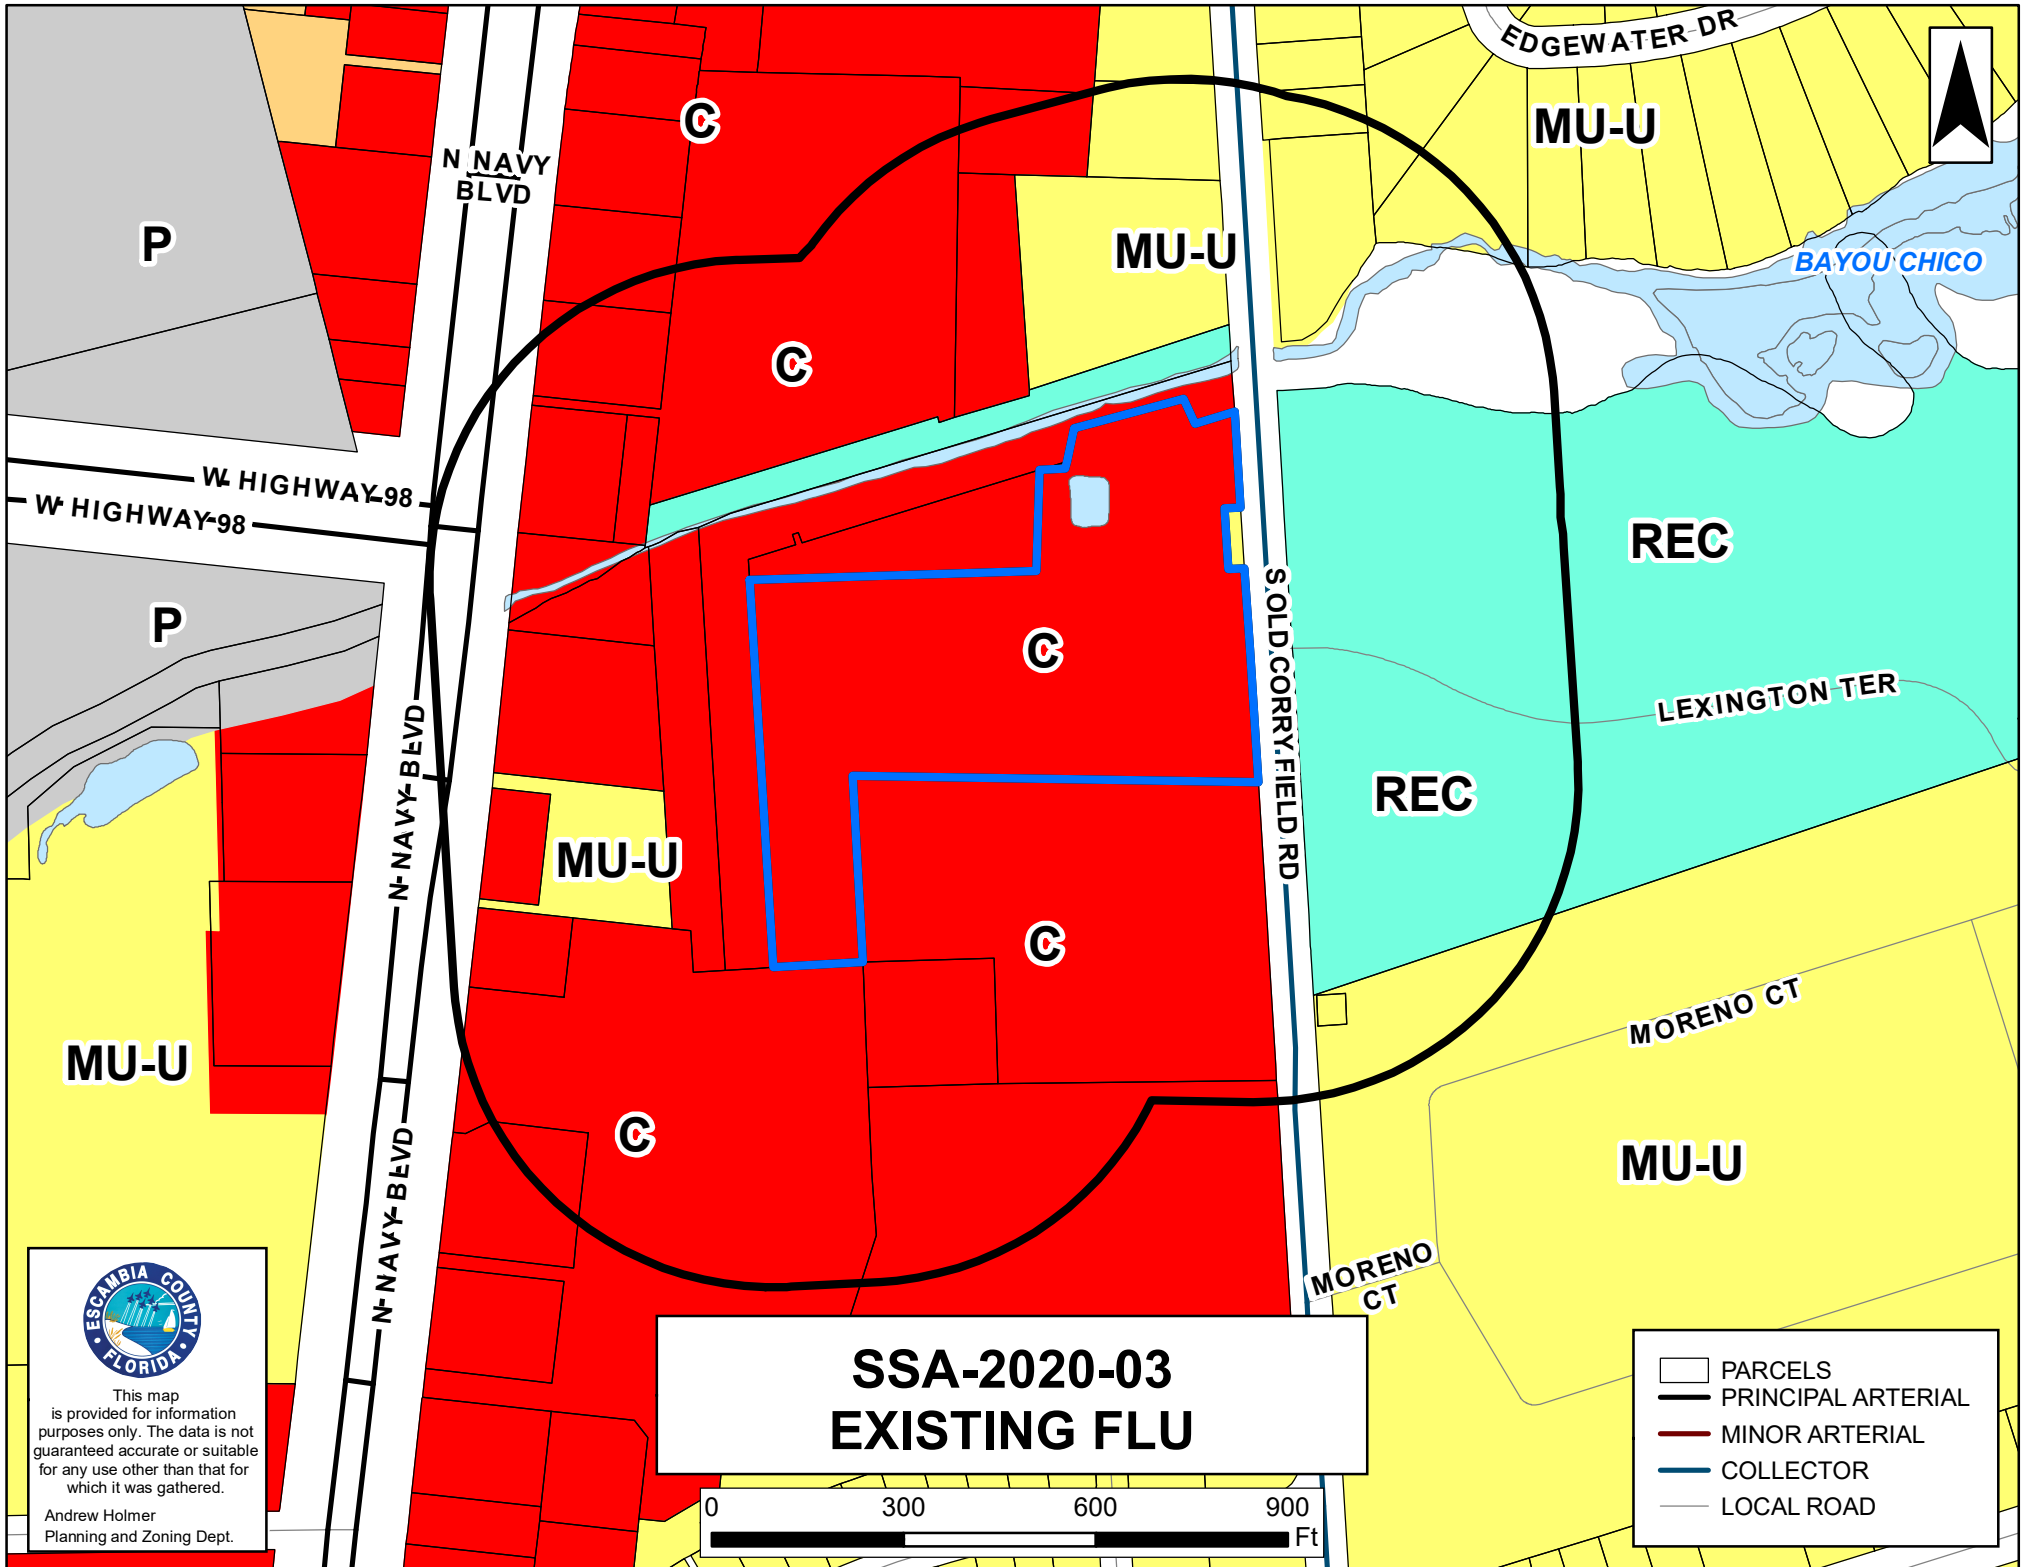 EDGEWATER DR
C
MU-U
N NAVY
BLVD
P
MU-U
BAYOU CHICO
C
W HIGHWAY 98
W HIGHWAY 98
REC
P
S OLD CORRY FIELD RD
C
LEXINGTON TER
N NAVY BLVD
REC
MU-U
C
MORENO CT
MU-U
C
MU-U
N NAVY BLVD
MORENO
CT
ESCAMBIA COUNTY
FLORIDA
This map
is provided for information
purposes only. The data is not
guaranteed accurate or suitable
for any use other than that for
which it was gathered.
Andrew Holmer
Planning and Zoning Dept.
SSA-2020-03
EXISTING FLU
0 300 600 900
Ft
PARCELS
PRINCIPAL ARTERIAL
MINOR ARTERIAL
COLLECTOR
LOCAL ROAD